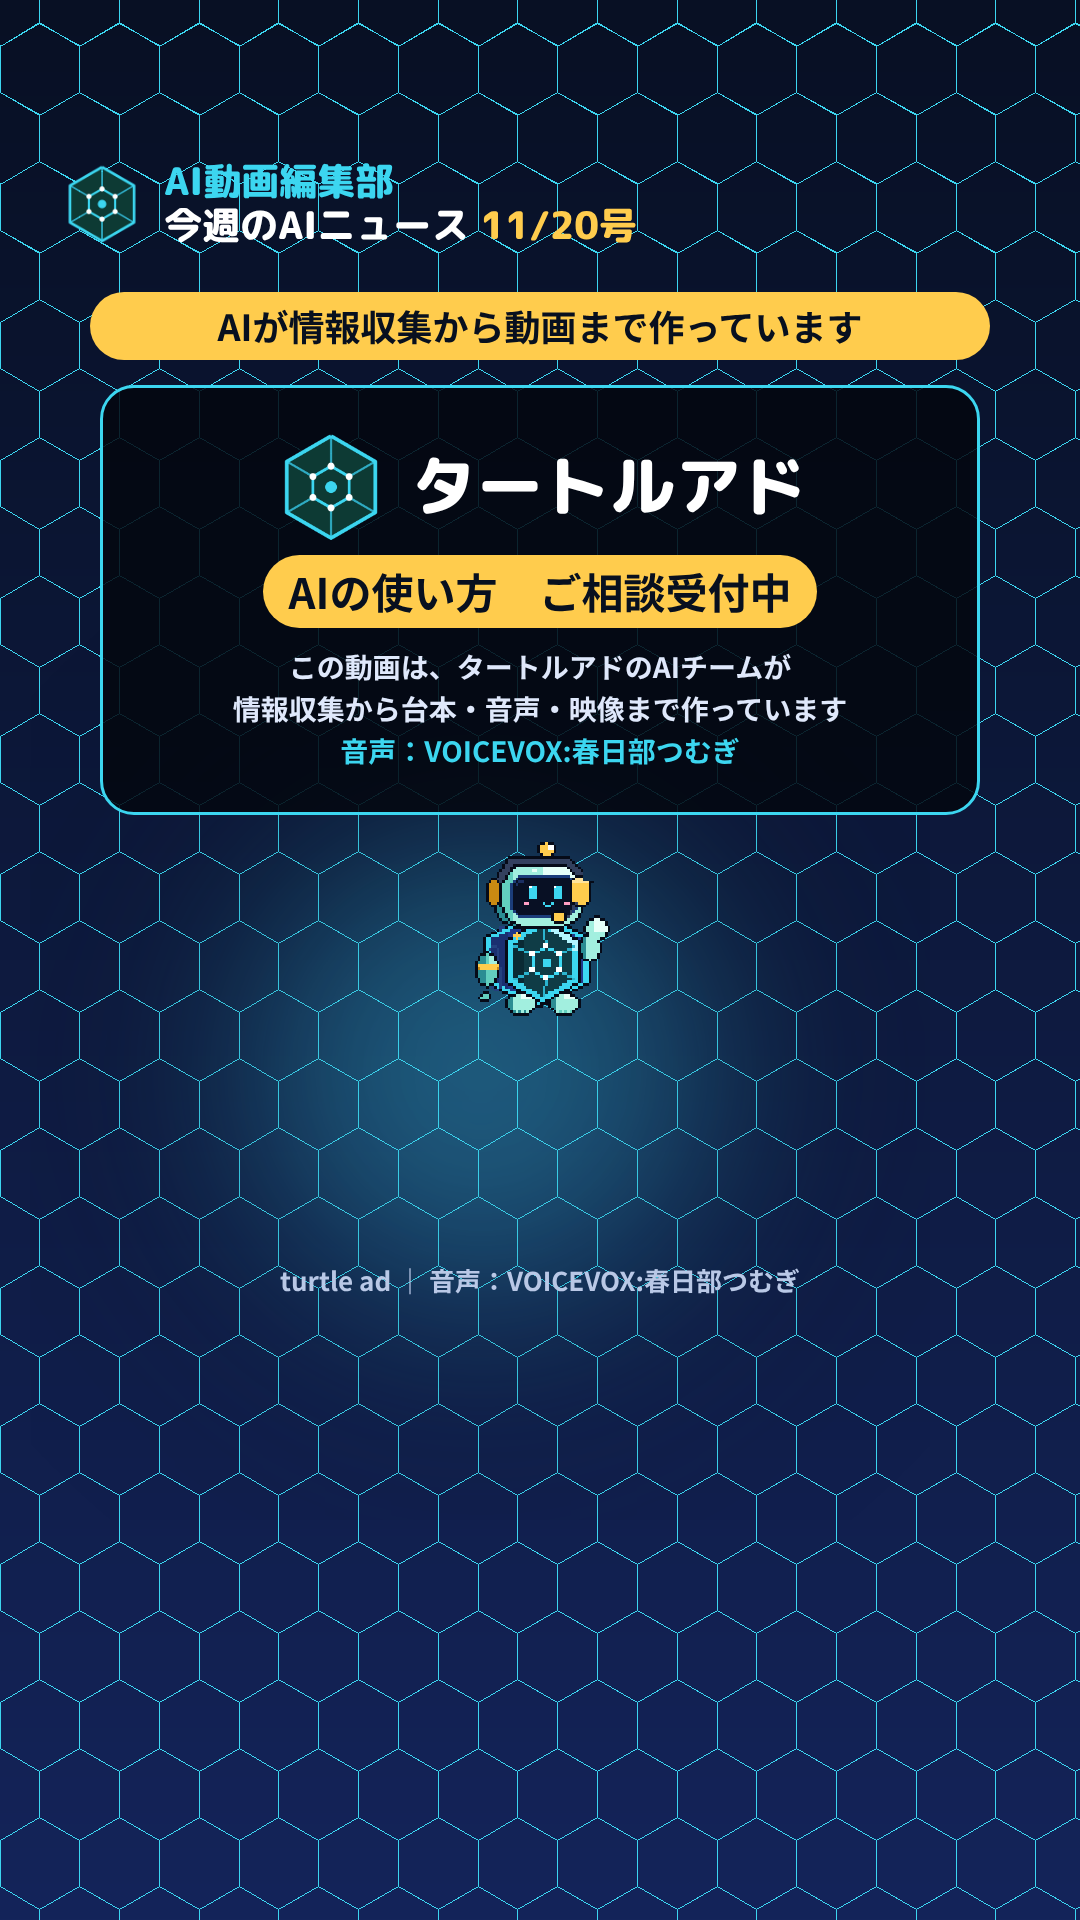 AI動画編集部
今週のAIニュース 11/20号
AIが情報収集から動画まで作っています
タートルアド
AIの使い方　ご相談受付中
この動画は、タートルアドのAIチームが
情報収集から台本・音声・映像まで作っています
音声：VOICEVOX:春日部つむぎ
turtle ad｜音声：VOICEVOX:春日部つむぎ